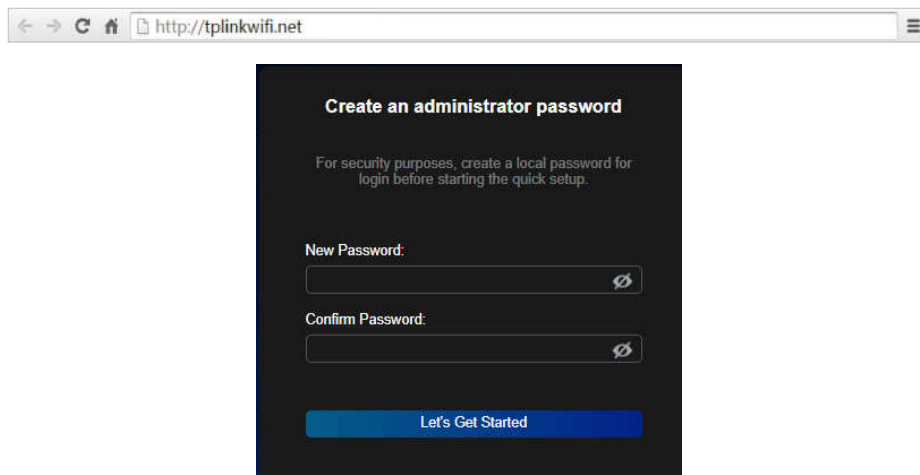 http://tplinkwifi.net
Create an administrator password
For security purposes, create a local password for
login before starting the quick setup.
New Password:
Confirm Password:
Let's Get Started